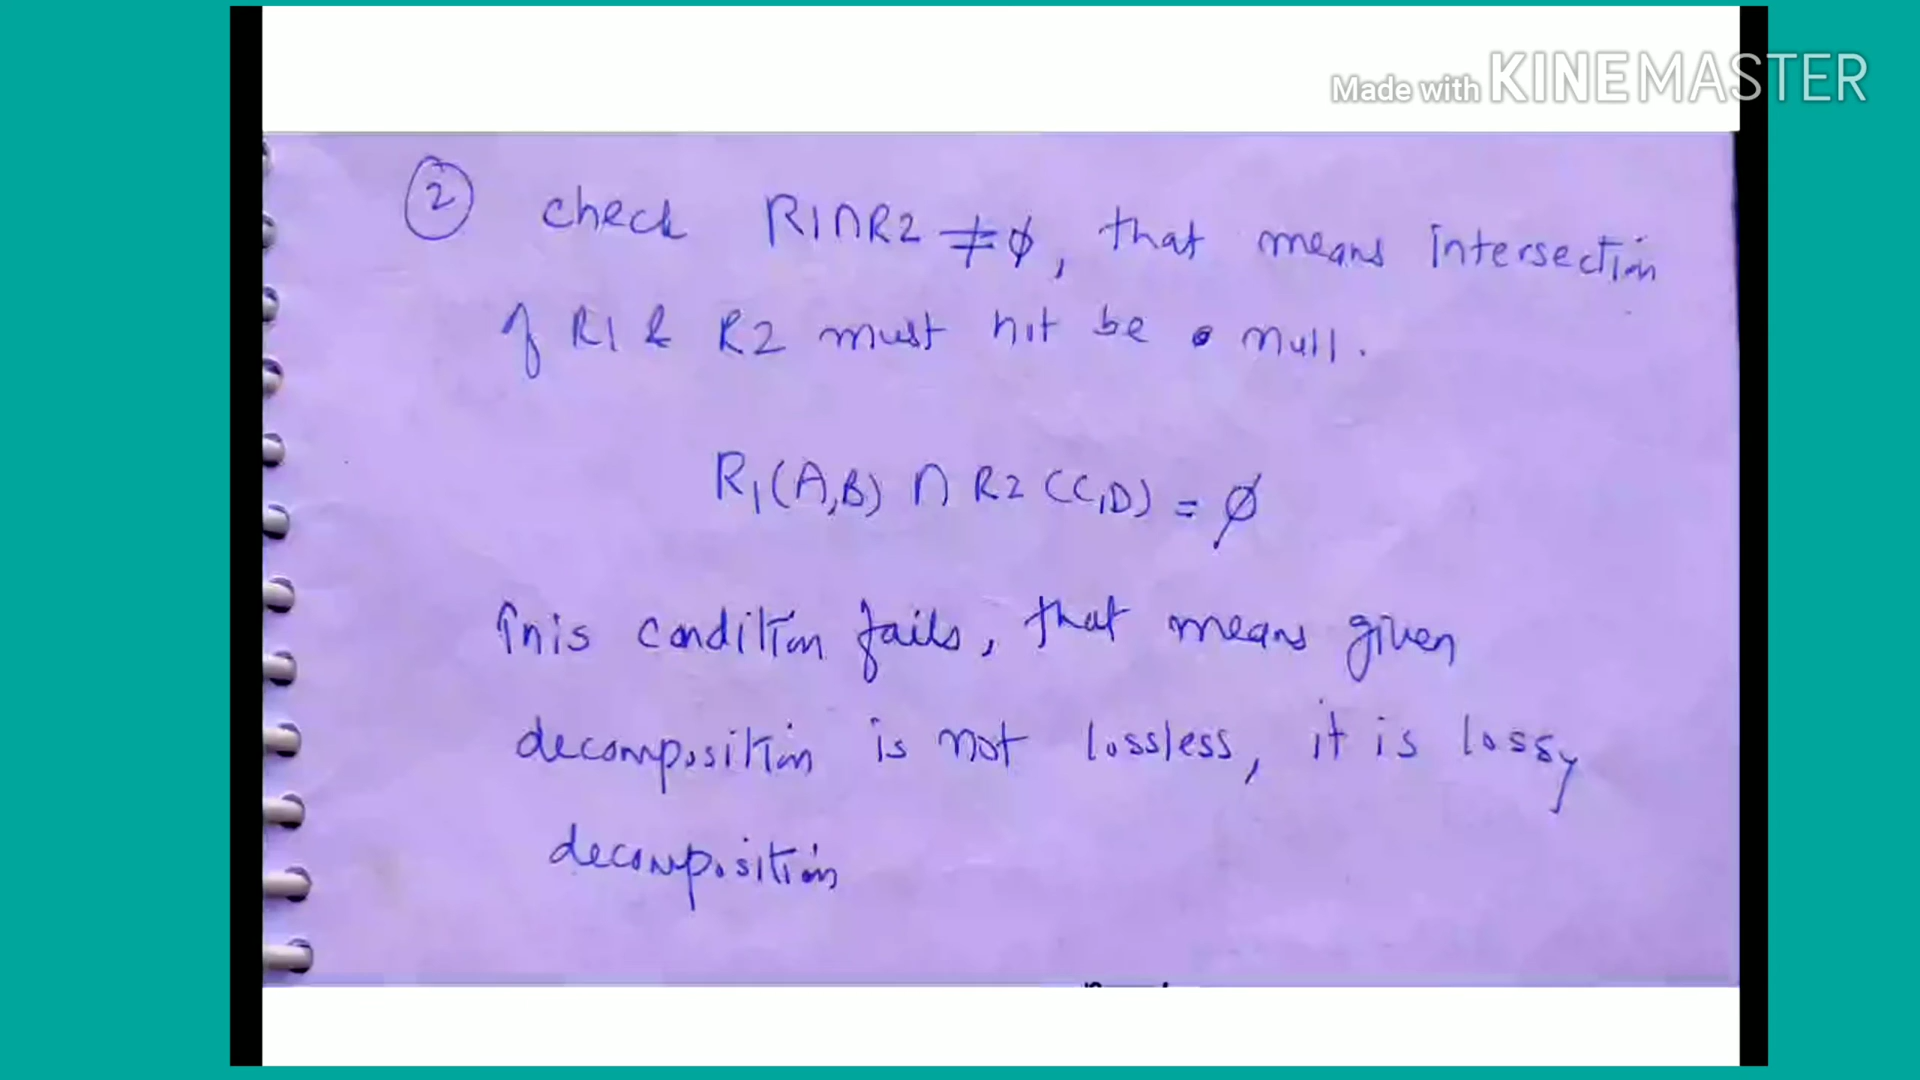 Made with KINEMASTER
② check R1∩R2 ≠ ϕ, that means intersection
of R1 & R2 must not be null.
R1(A,B) ∩ R2(C,D) = ϕ
This condition fails, that means given
decomposition is not lossless, it is lossy
decomposition